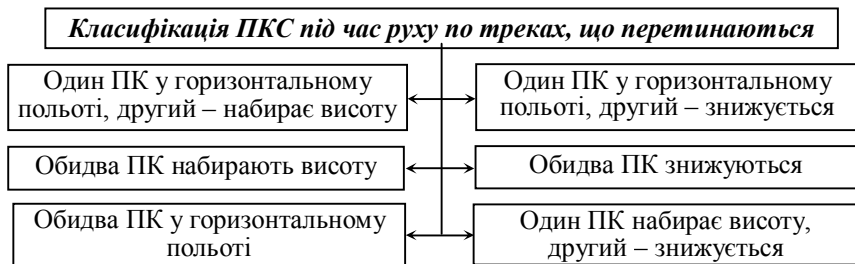 Класифікація ПКС під час руху по треках, що перетинаються
Один ПК у горизонтальному
польоті, другий – набирає висоту
Один ПК у горизонтальному
польоті, другий – знижується
Обидва ПК набирають висоту
Обидва ПК знижуються
Обидва ПК у горизонтальному
польоті
Один ПК набирає висоту,
другий – знижується